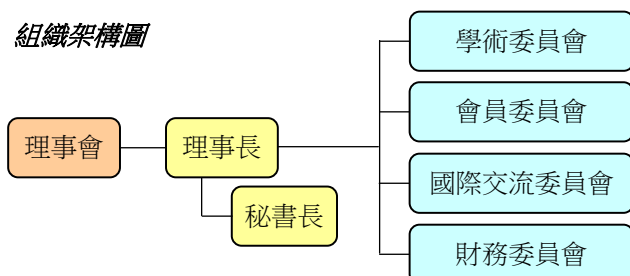 組織架構圖
學術委員會
會員委員會
理事會
理事長
國際交流委員會
秘書長
財務委員會